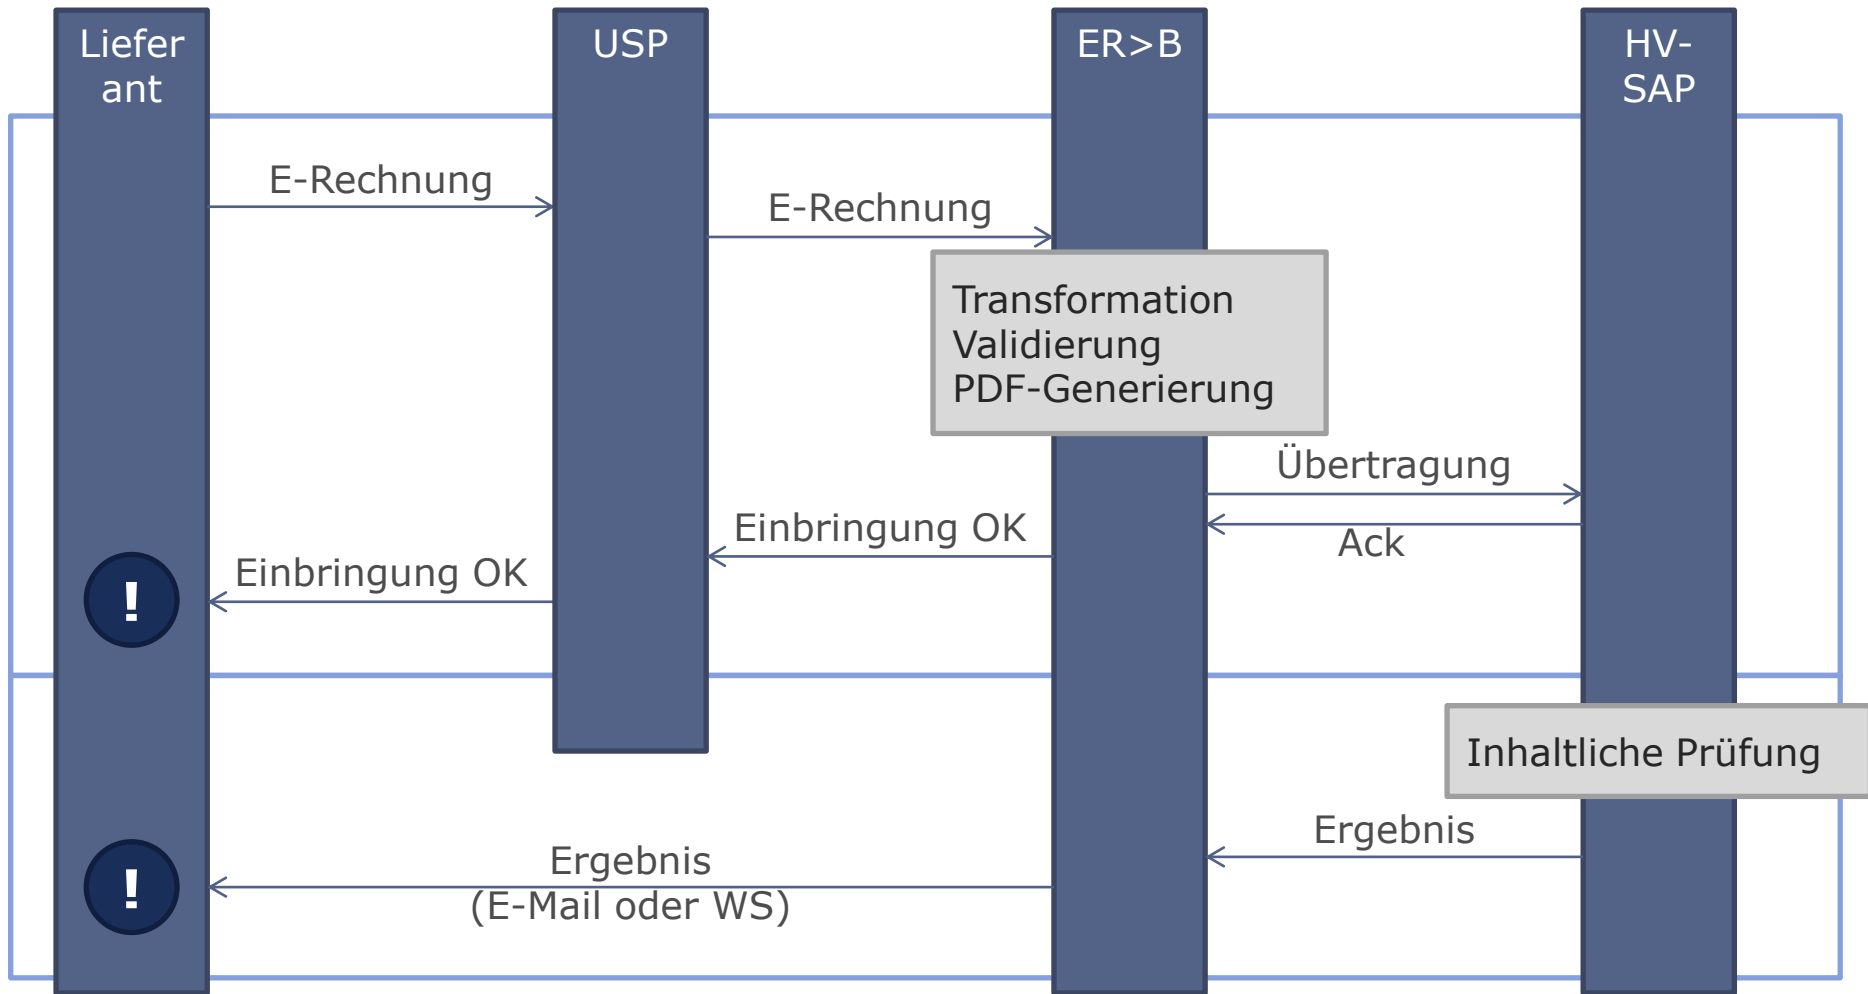 Liefer
ant
USP
ER>B
HV-
SAP
E-Rechnung
E-Rechnung
Transformation
Validierung
PDF-Generierung
Übertragung
Ack
Einbringung OK
Einbringung OK
!
Inhaltliche Prüfung
Ergebnis
Ergebnis
(E-Mail oder WS)
!